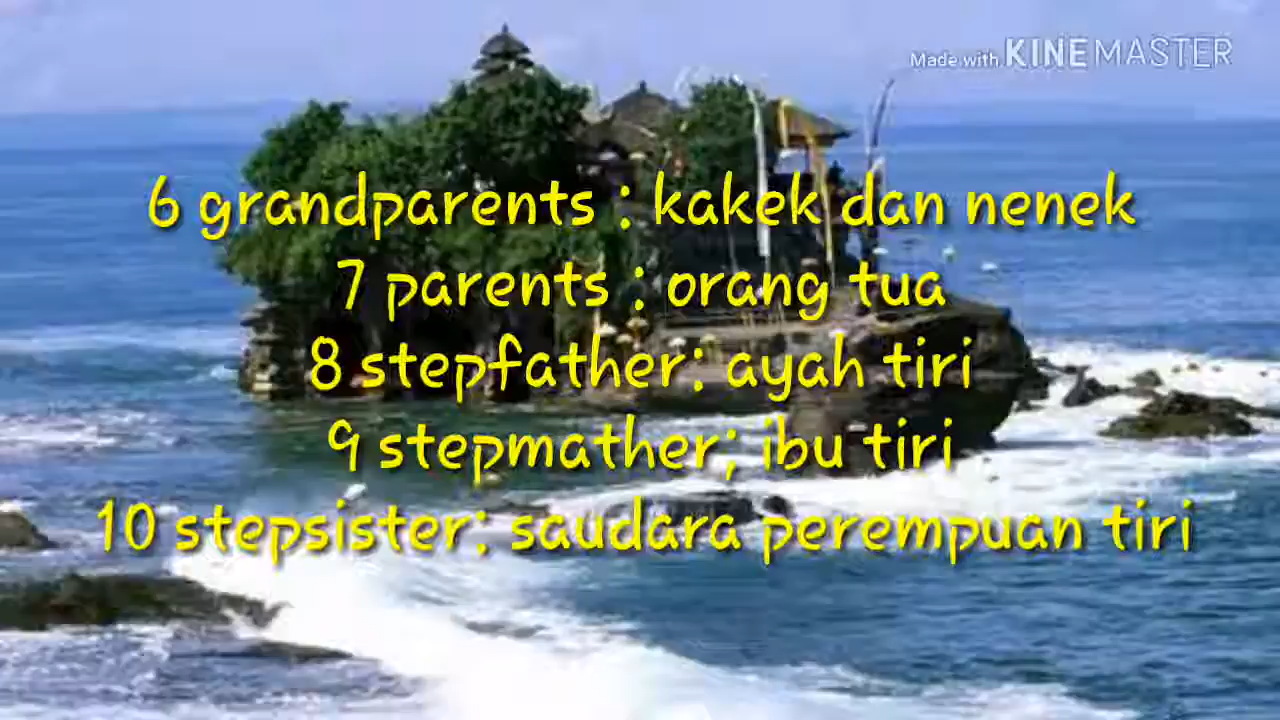 Made with KINEMASTER
6 grandparents : kakek dan nenek
7 parents : orang tua
8 stepfather: ayah tiri
9 stepmather; ibu tiri
10 stepsister: saudara perempuan tiri